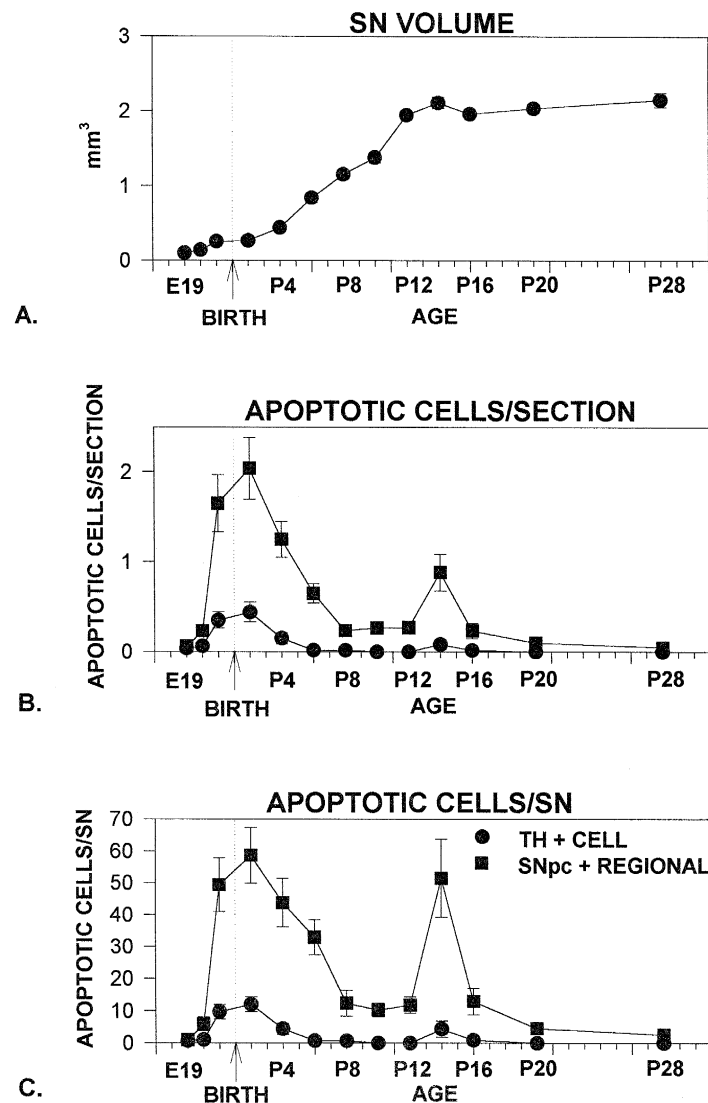 SN VOLUME
3
2
1
0
mm³
E19 P4 P8 P12 P16 P20 P28
BIRTH AGE
A.
APOPTOTIC CELLS/SECTION
2
1
0
APOPTOTIC CELLS/SECTION
E19 P4 P8 P12 P16 P20 P28
BIRTH AGE
B.
APOPTOTIC CELLS/SN
70
60
50
40
30
20
10
0
APOPTOTIC CELLS/SN
TH + CELL
SNpc + REGIONAL
E19 P4 P8 P12 P16 P20 P28
BIRTH AGE
C.